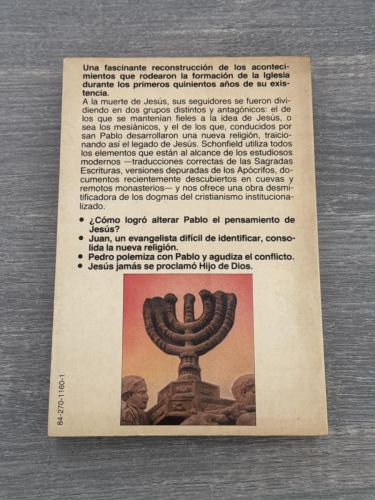 Una fascinante reconstrucción de los aconteci-
mientos que rodearon la formación de la Iglesia
durante los primeros quinientos años de su exis-
tencia.
A la muerte de Jesús, sus seguidores se fueron divi-
diendo en dos grupos distintos y antagónicos: el de
los que se mantenían fieles a la idea de Jesús, o
sea los mesiánicos, y el de los que, conducidos por
san Pablo desarrollaron una nueva religión, traicio-
nando así el legado de Jesús. Schonfield utiliza todos
los elementos que están al alcance de los estudiosos
modernos —traducciones correctas de las Sagradas
Escrituras, versiones depuradas de los Apócrifos, do-
cumentos recientemente descubiertos en cuevas y
remotos monasterios— y nos ofrece una obra desmi-
tificadora de los dogmas del cristianismo instituciona-
lizado.
● ¿Cómo logró alterar Pablo el pensamiento de
Jesús?
● Juan, un evangelista difícil de identificar, conso-
lida la nueva religión.
● Pedro polemiza con Pablo y agudiza el conflicto.
● Jesús jamás se proclamó Hijo de Dios.
84-270-1160-1